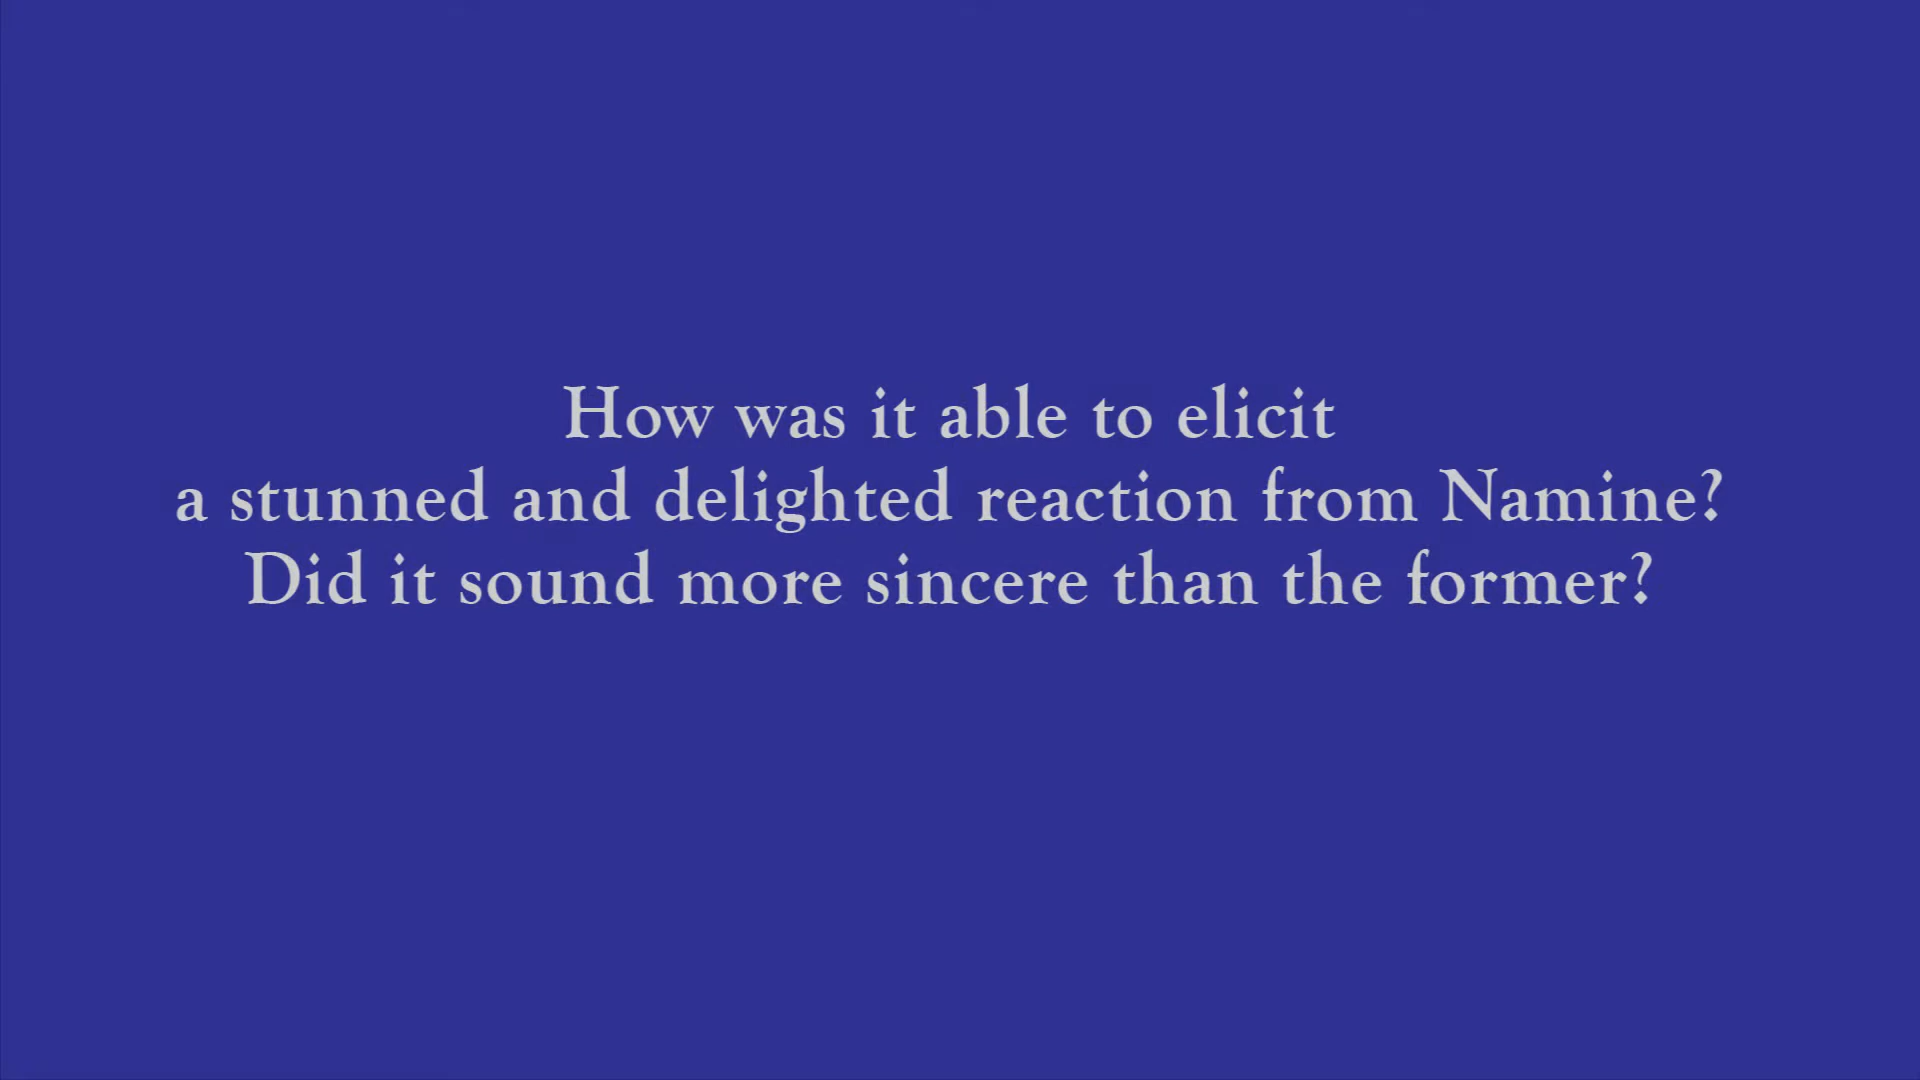 How was it able to elicit
a stunned and delighted reaction from Namine?
Did it sound more sincere than the former?